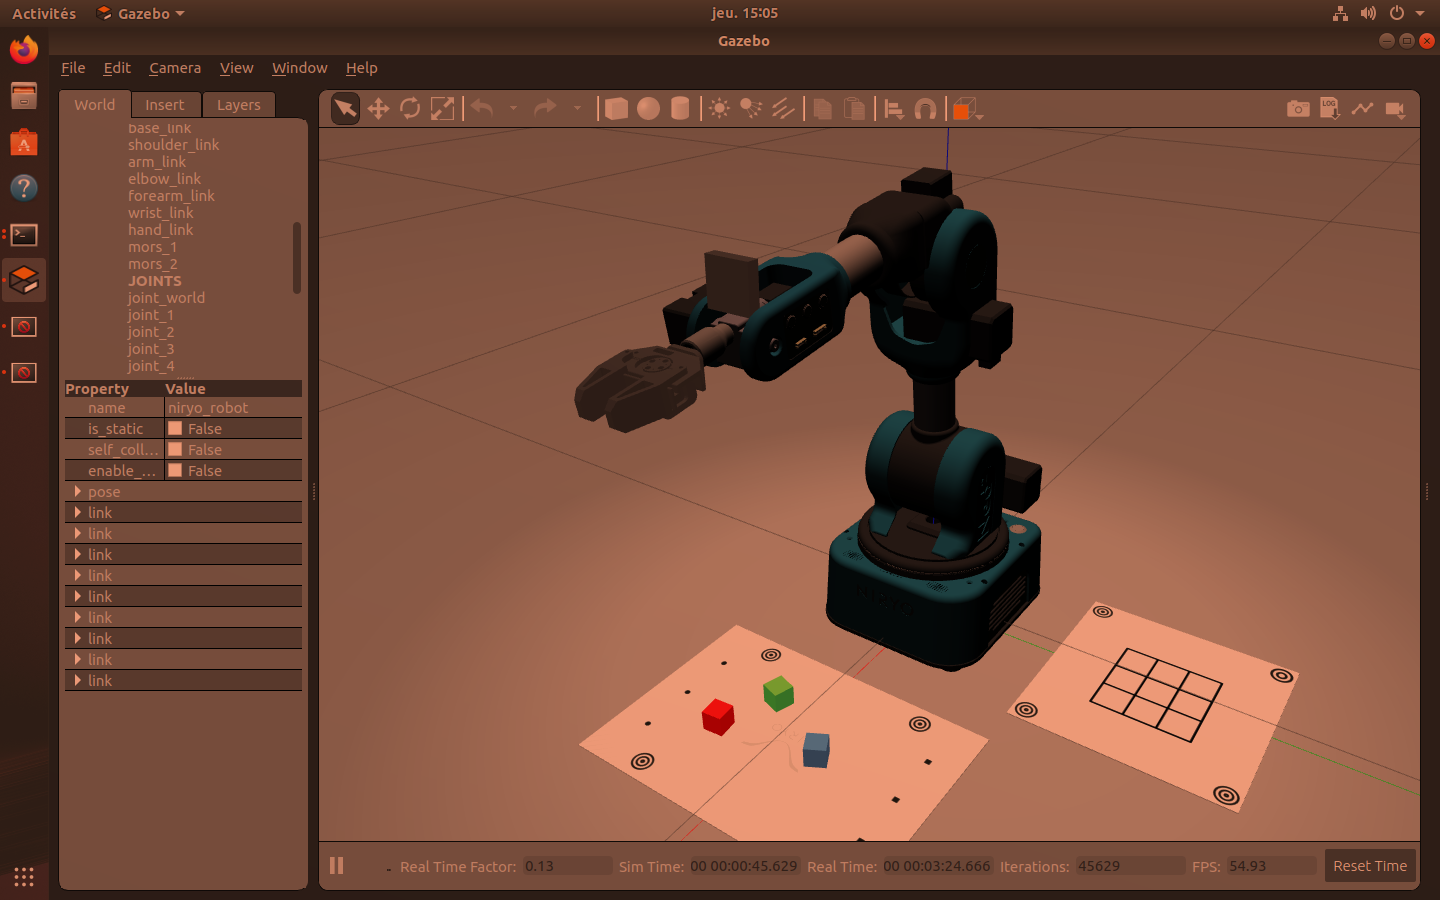 Activités
Gazebo
jeu. 15:05
Gazebo
File Edit Camera View Window Help
World Insert Layers
base_link
shoulder_link
arm_link
elbow_link
forearm_link
wrist_link
hand_link
mors_1
mors_2
JOINTS
joint_world
joint_1
joint_2
joint_3
joint_4
Property Value
name niryo_robot
is_static False
self_coll... False
enable_... False
pose
link
link
link
link
link
link
link
link
link
LOG
Real Time Factor: 0.13 Sim Time: 00 00:00:45.629 Real Time: 00 00:03:24.666 Iterations: 45629 FPS: 54.93 Reset Time